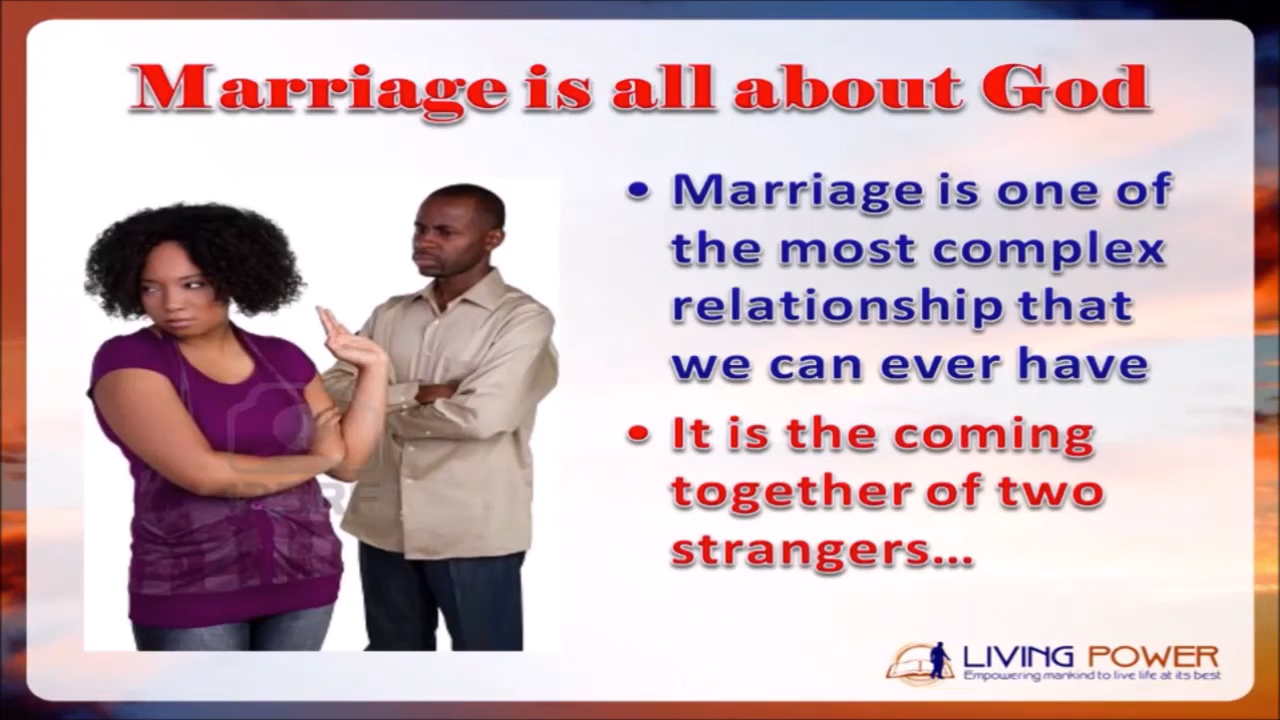 Marriage is all about God
• Marriage is one of
the most complex
relationship that
we can ever have
• It is the coming
together of two
strangers...
LIVING POWER
Empowering mankind to live life at its best